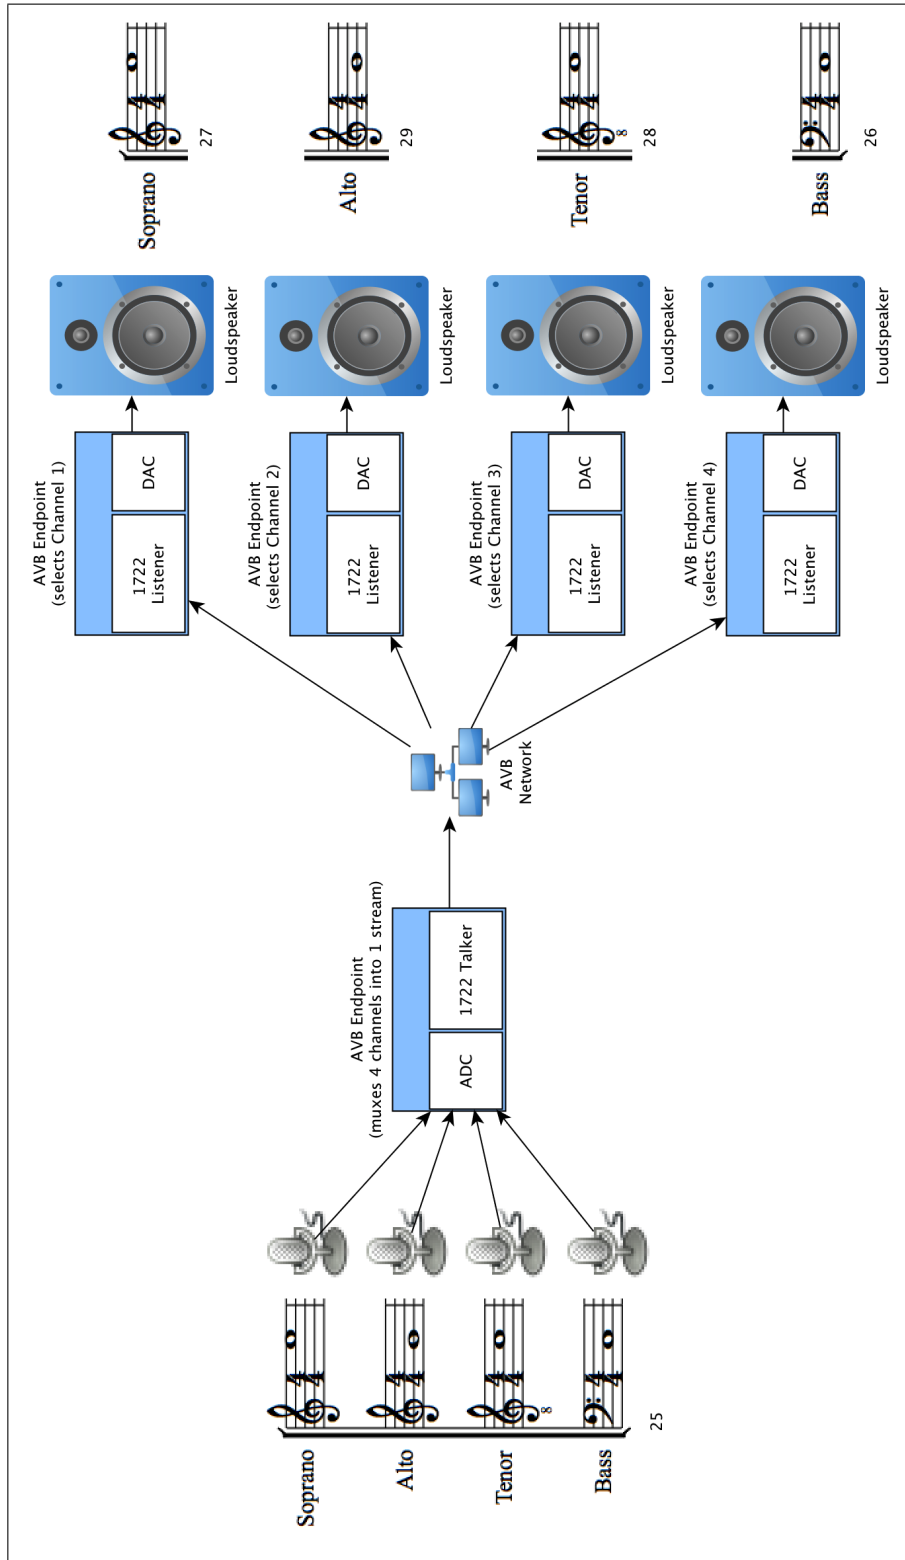 Soprano
Alto
Tenor
8
Bass
25
AVB Endpoint
(muxes 4 channels into 1 stream)
ADC
1722 Talker
AVB
Network
AVB Endpoint
(selects Channel 1)
1722
Listener
DAC
Loudspeaker
Soprano
27
AVB Endpoint
(selects Channel 2)
1722
Listener
DAC
Loudspeaker
Alto
29
AVB Endpoint
(selects Channel 3)
1722
Listener
DAC
Loudspeaker
Tenor
8
28
AVB Endpoint
(selects Channel 4)
1722
Listener
DAC
Loudspeaker
Bass
26